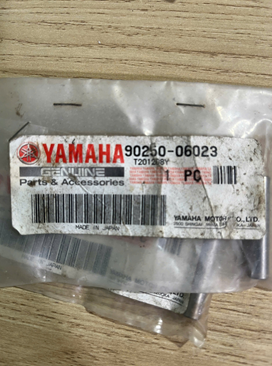 YAMAHA 90250-06023
GENUINE
Parts & Accessories
1 PC
YAMAHA MOTOR CO., LTD.
MADE IN JAPAN